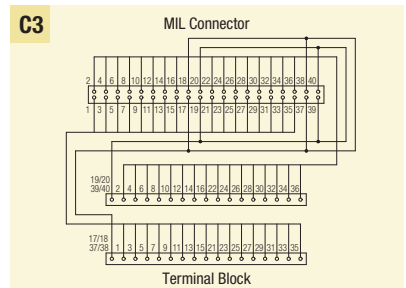 C3
MIL Connector
2 4 6 8 10 12 14 16 18 20 22 24 26 28 30 32 34 36 38 40
1 3 5 7 9 11 13 15 17 19 21 23 25 27 29 31 33 35 37 39
19/20
39/40 2 4 6 8 10 12 14 16 22 24 26 28 30 32 34 36
17/18
37/38 1 3 5 7 9 11 13 15 21 23 25 27 29 31 33 35
Terminal Block